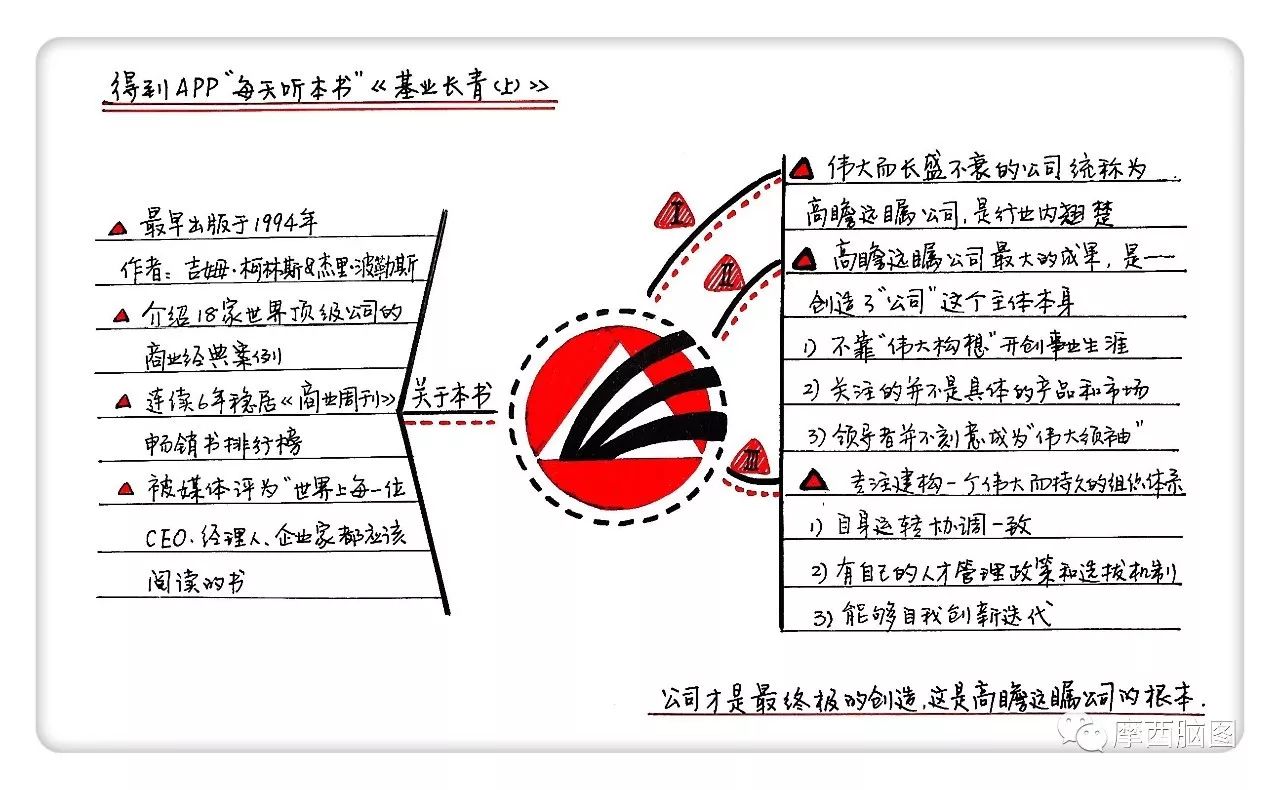 得到APP“每天听本书”《基业长青(上)》
▲ 最早出版于1994年
作者：吉姆·柯林斯&杰里·波勒斯
▲ 介绍18家世界顶级公司的
商业经典案例
▲ 连续6年稳居《商业周刊》
畅销书排行榜
▲ 被媒体评为“世界上每一位
CEO、经理人、企业家都应该
阅读的书
关于本书
I
II
III
▲ 伟大而长盛不衰的公司统称为
高瞻远瞩公司，是行业内翘楚
▲ 高瞻远瞩公司最大的成果，是——
创造了“公司”这个主体本身
1) 不靠“伟大构想”开创事业生涯
2) 关注的并不是具体的产品和市场
3) 领导者并不刻意成为“伟大领袖”
▲ 专注建构一个伟大而持久的组织体系
1) 自身运转协调一致
2) 有自己的人才管理政策和选拔机制
3) 能够自我创新迭代
公司才是最终极的创造，这是高瞻远瞩公司的根本.
摩西脑图